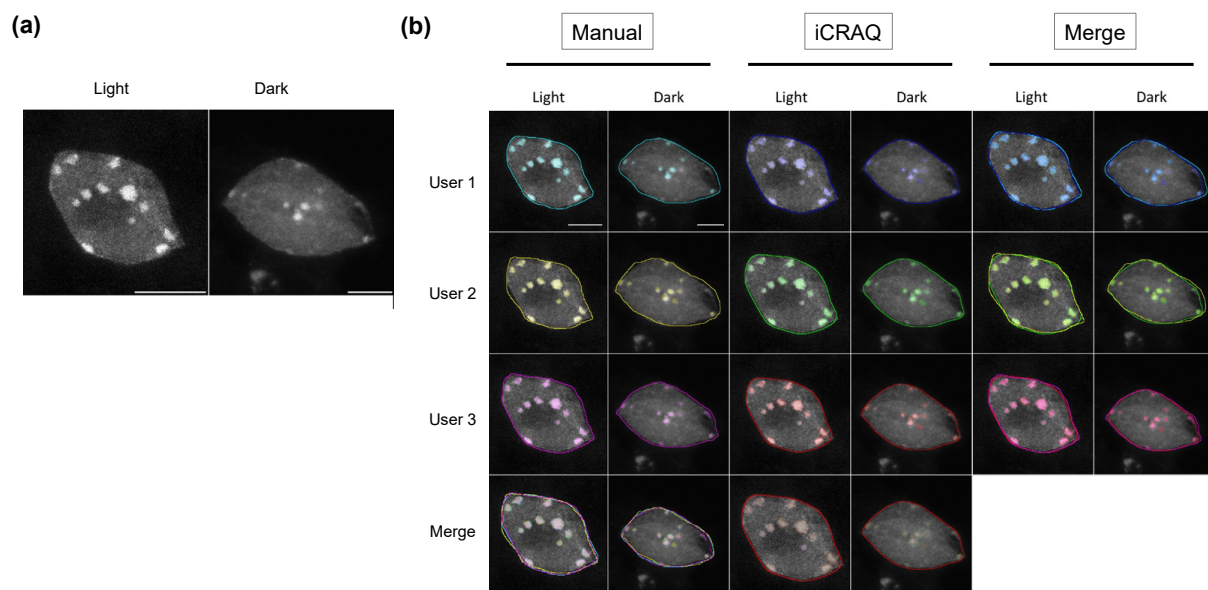 (a)
Light Dark
(b)
Manual iCRAQ Merge
Light Dark Light Dark Light Dark
User 1
User 2
User 3
Merge